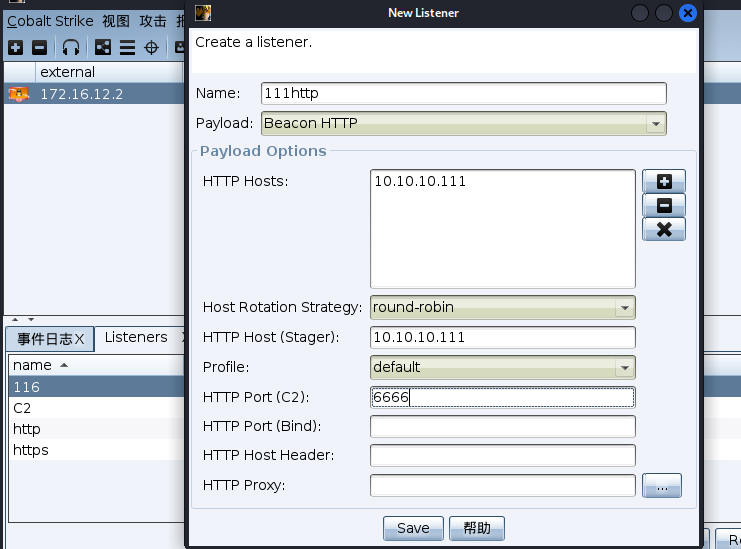 New Listener
Cobalt Strike 视图 攻击
external
172.16.12.2
Create a listener.
Name: 111http
Payload: Beacon HTTP
Payload Options
HTTP Hosts: 10.10.10.111
Host Rotation Strategy: round-robin
HTTP Host (Stager): 10.10.10.111
Profile: default
HTTP Port (C2): 6666
HTTP Port (Bind):
HTTP Host Header:
HTTP Proxy: ...
Save 帮助
事件日志X Listeners
name
116
C2
http
https